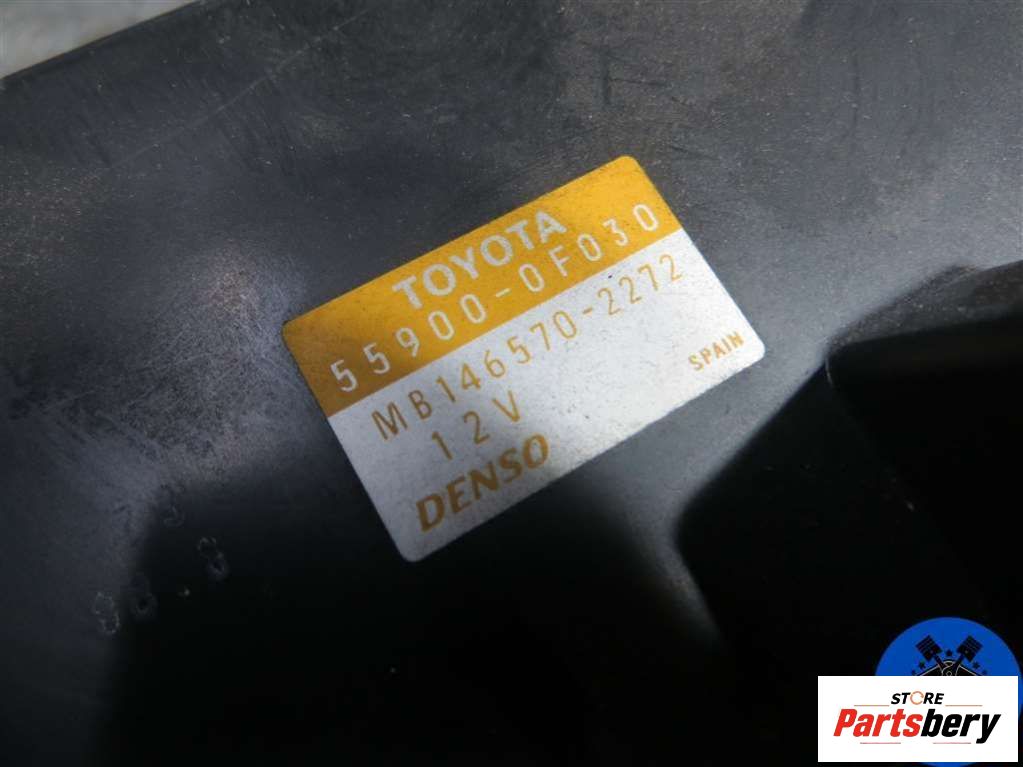 TOYOTA
55900-0F030
MB146570-2272
12V
SPAIN
DENSO
STORE
Partsbery